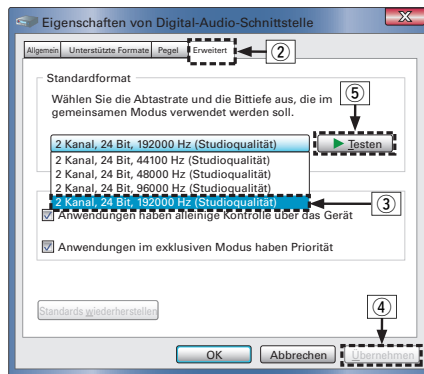 Eigenschaften von Digital-Audio-Schnittstelle
X
Allgemein Unterstützte Formate Pegel Erweitert
②
Standardformat
Wählen Sie die Abtastrate und die Bittiefe aus, die im
gemeinsamen Modus verwendet werden soll.
⑤
2 Kanal, 24 Bit, 192000 Hz (Studioqualität)
Testen
2 Kanal, 24 Bit, 44100 Hz (Studioqualität)
2 Kanal, 24 Bit, 48000 Hz (Studioqualität)
2 Kanal, 24 Bit, 96000 Hz (Studioqualität)
2 Kanal, 24 Bit, 192000 Hz (Studioqualität)
③
Anwendungen haben alleinige Kontrolle über das Gerät
Anwendungen im exklusiven Modus haben Priorität
Standards wiederherstellen
④
OK
Abbrechen
Übernehmen